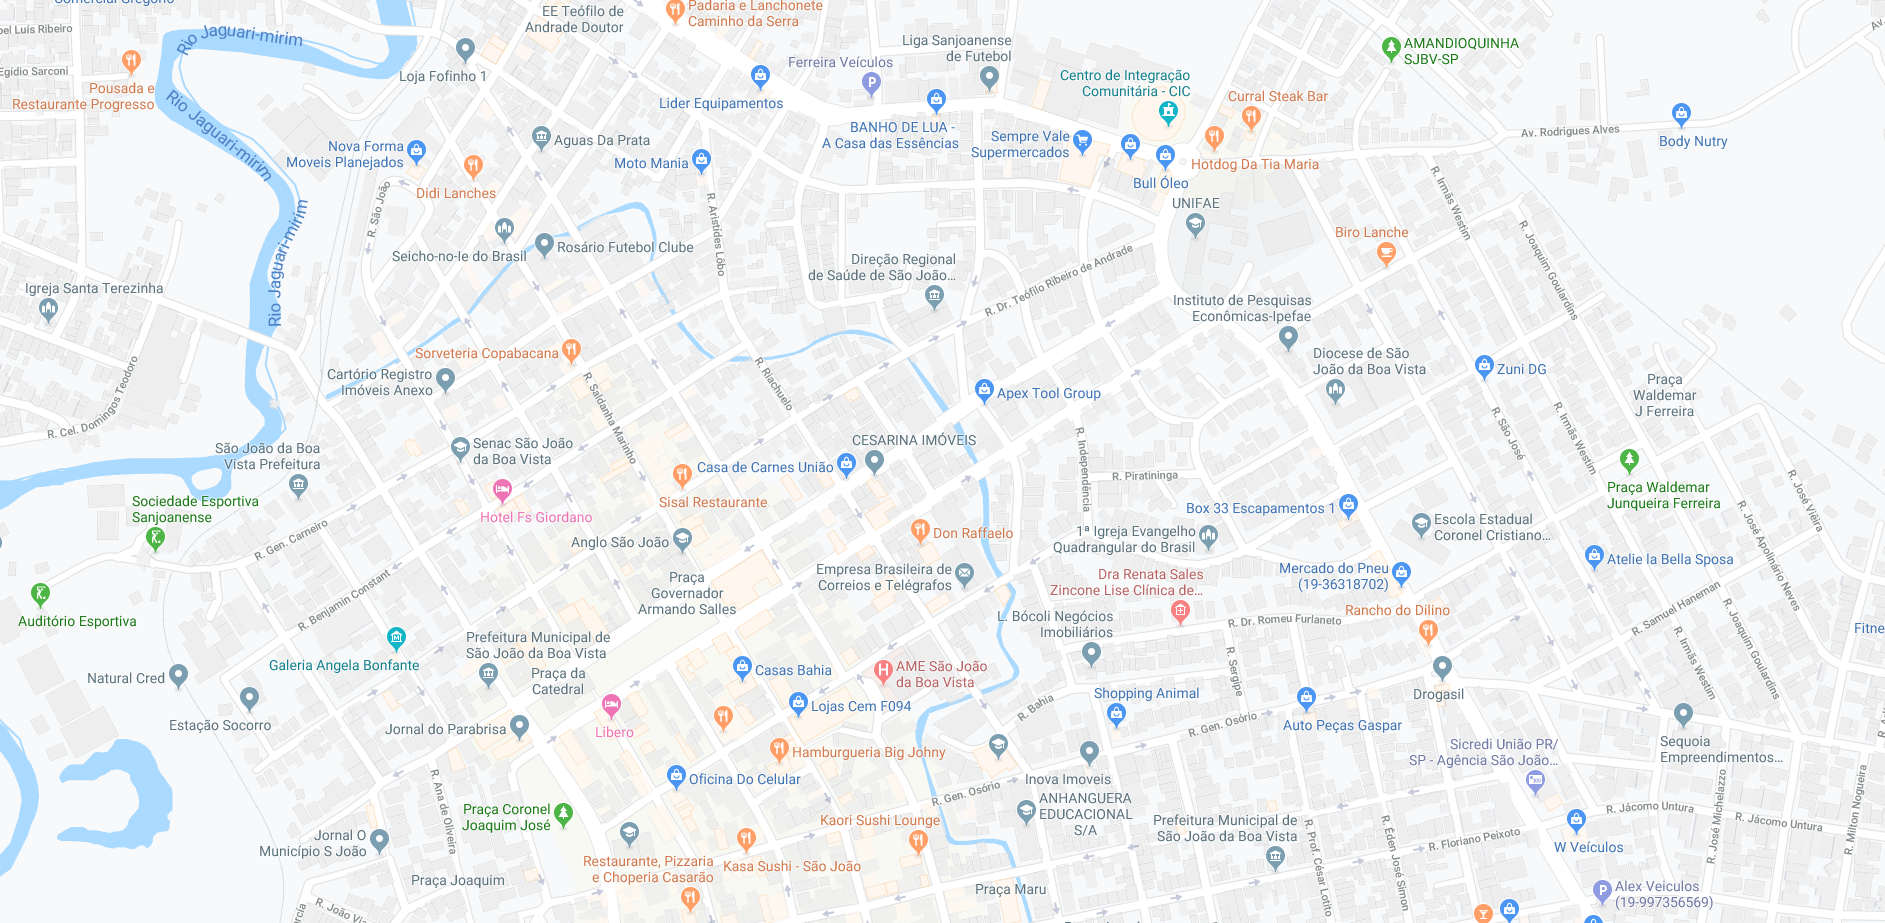 Comercial Gregório
EE Teófilo de
Andrade Doutor
Padaria e Lanchonete
Caminho da Serra
Rio Jaguari-mirim
Loja Fofinho 1
Egidio Sarconi
Pousada e
Restaurante Progresso
Rio Jaguari-mirim
Ferreira Veículos
Liga Sanjoanense
de Futebol
Lider Equipamentos
Centro de Integração
Comunitária - CIC
Curral Steak Bar
AMANDIOQUINHA
SJBV-SP
BANHO DE LUA -
A Casa das Essências
Sempre Vale
Supermercados
Bull Óleo
Hotdog Da Tia Maria
Av. Rodrigues Alves
Body Nutry
Nova Forma
Moveis Planejados
Aguas Da Prata
Moto Mania
Didi Lanches
R. São João
R. Aristides Lôbo
UNIFAE
R. Irmãs Westim
R. Joaquim Goulardins
Biro Lanche
Seicho-no-Ie do Brasil
Rosário Futebol Clube
Rio Jaguari-mirim
Direção Regional
de Saúde de São João...
R. Dr. Teófilo Ribeiro de Andrade
Igreja Santa Terezinha
Instituto de Pesquisas
Econômicas-Ipefae
Sorveteria Copabacana
Cartório Registro
Imóveis Anexo
R. Saldanha Marinho
R. Riachuelo
Diocese de São
João da Boa Vista
Zuni DG
Apex Tool Group
Praça
Waldemar
J Ferreira
R. Cel. Domingos Teodoro
São João da Boa
Vista Prefeitura
Senac São João
da Boa Vista
CESARINA IMÓVEIS
Casa de Carnes União
R. Independência
R. Piratininga
R. São José
R. Irmãs Westim
Praça Waldemar
Junqueira Ferreira
R. José Viêira
Sociedade Esportiva
Sanjoanense
Hotel Fs Giordano
Sisal Restaurante
Box 33 Escapamentos 1
Escola Estadual
Coronel Cristiano...
R. José Apolinário Neves
R. Gen. Carneiro
Anglo São João
Don Raffaelo
1ª Igreja Evangelho
Quadrangular do Brasil
Mercado do Pneu
(19-36318702)
Atelie la Bella Sposa
R. Benjamin Constant
Praça
Governador
Armando Salles
Empresa Brasileira de
Correios e Telégrafos
Dra Renata Sales
Zincone Lise Clínica de...
Rancho do Dilino
R. Samuel Haneman
Auditório Esportiva
L. Bócoli Negócios
Imobiliários
R. Dr. Romeu Furlaneto
Fitne
Galeria Angela Bonfante
Prefeitura Municipal de
São João da Boa Vista
Praça da
Catedral
Casas Bahia
AME São João
da Boa Vista
R. Sergipe
R. Irmãs Westim
R. Joaquim Goulardins
Natural Cred
Estação Socorro
Jornal do Parabrisa
Libero
Lojas Cem F094
R. Bahia
Shopping Animal
R. Gen. Osório
Auto Peças Gaspar
Drogasil
Sequoia
Empreendimentos...
Hamburgueria Big Johny
Oficina Do Celular
Inova Imoveis
Sicredi União PR/
SP - Agência São João...
R. Ana de Oliveira
Praça Coronel
Joaquim José
R. Gen. Osório
ANHANGUERA
EDUCACIONAL
S/A
Kaori Sushi Lounge
Prefeitura Municipal de
São João da Boa Vista
R. Jácomo Untura
R. Jácomo Untura
R. José Michelazzo
R. Milton Nogueira
Jornal O
Município S João
Restaurante, Pizzaria
e Choperia Casarão
Kasa Sushi - São João
R. Prof. César Lotito
R. Éden José Simon
R. Floriano Peixoto
W Veículos
Praça Joaquim
Praça Maru
Alex Veiculos
(19-997356569)